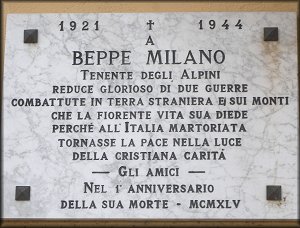 1921 † 1944
A
BEPPE MILANO
TENENTE DEGLI ALPINI
REDUCE GLORIOSO DI DUE GUERRE
COMBATTUTE IN TERRA STRANIERA E SUI MONTI
CHE LA FIORENTE VITA SUA DIEDE
PERCHÉ ALL'ITALIA MARTORIATA
TORNASSE LA PACE NELLA LUCE
DELLA CRISTIANA CARITÀ
— GLI AMICI —
NEL 1° ANNIVERSARIO
DELLA SUA MORTE - MCMXLV